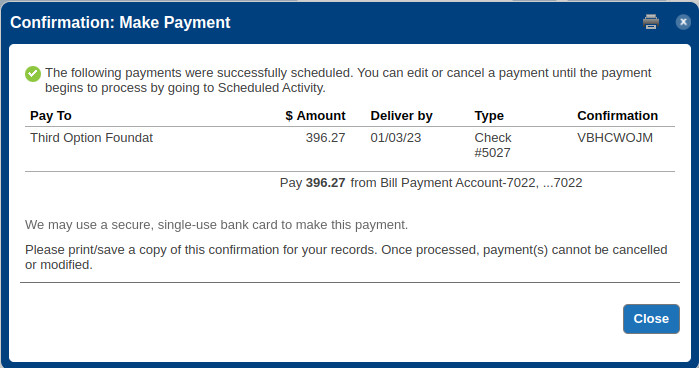 Confirmation: Make Payment
The following payments were successfully scheduled. You can edit or cancel a payment until the payment
begins to process by going to Scheduled Activity.
Pay To $ Amount Deliver by Type Confirmation
Third Option Foundat 396.27 01/03/23 Check VBHCWOJM
#5027
Pay 396.27 from Bill Payment Account-7022, ...7022
We may use a secure, single-use bank card to make this payment.
Please print/save a copy of this confirmation for your records. Once processed, payment(s) cannot be cancelled
or modified.
Close